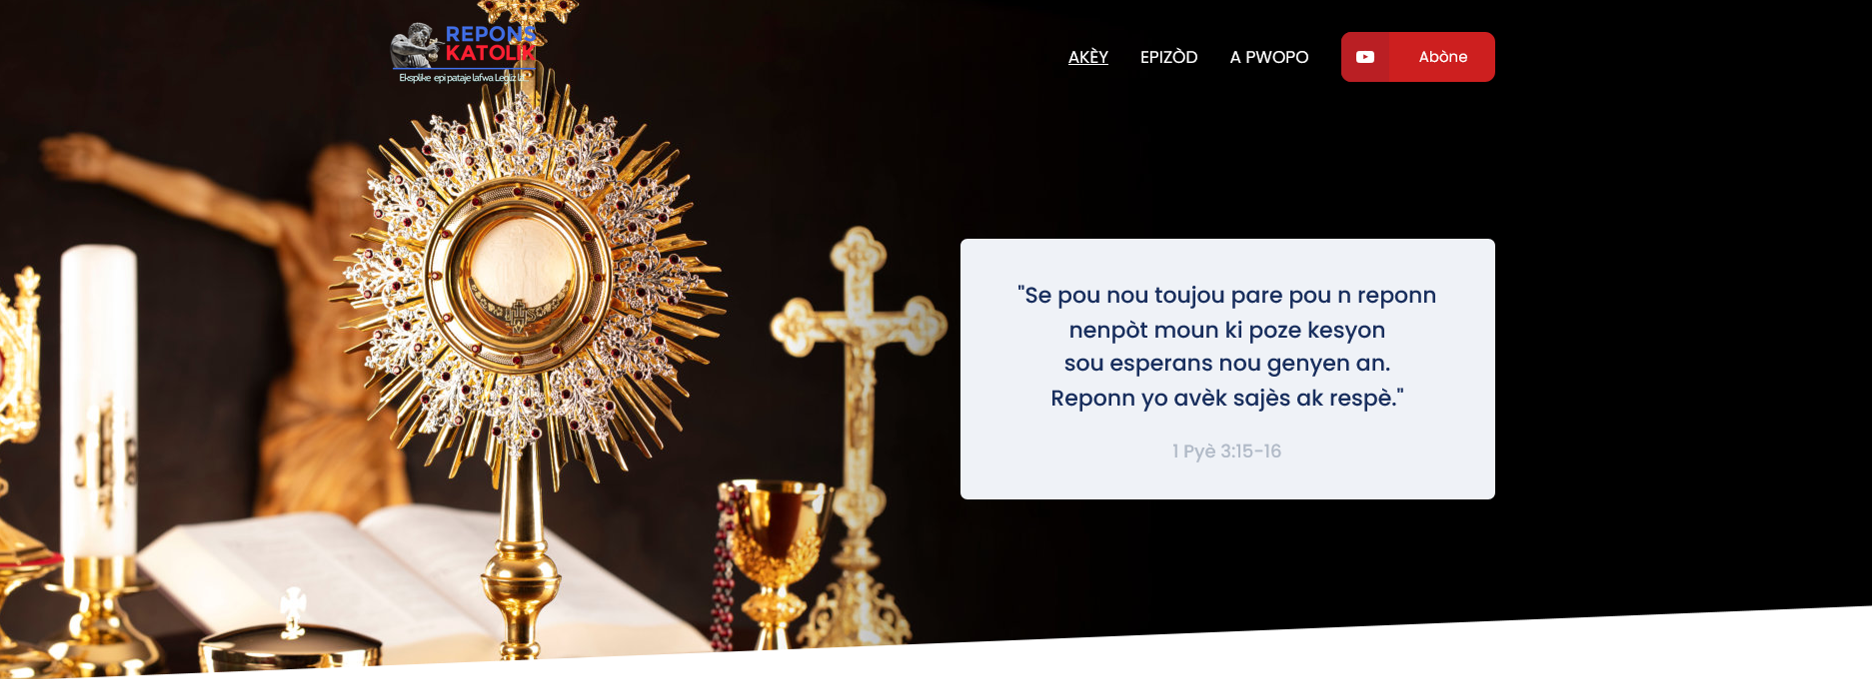 REPONS
KATOLIK
Eksplike epi pataje lafwa Legliz la
AKÈY
EPIZÒD
A PWOPO
Abòne
"Se pou nou toujou pare pou n reponn
nenpòt moun ki poze kesyon
sou esperans nou genyen an.
Reponn yo avèk sajès ak respè."
1 Pyè 3:15-16